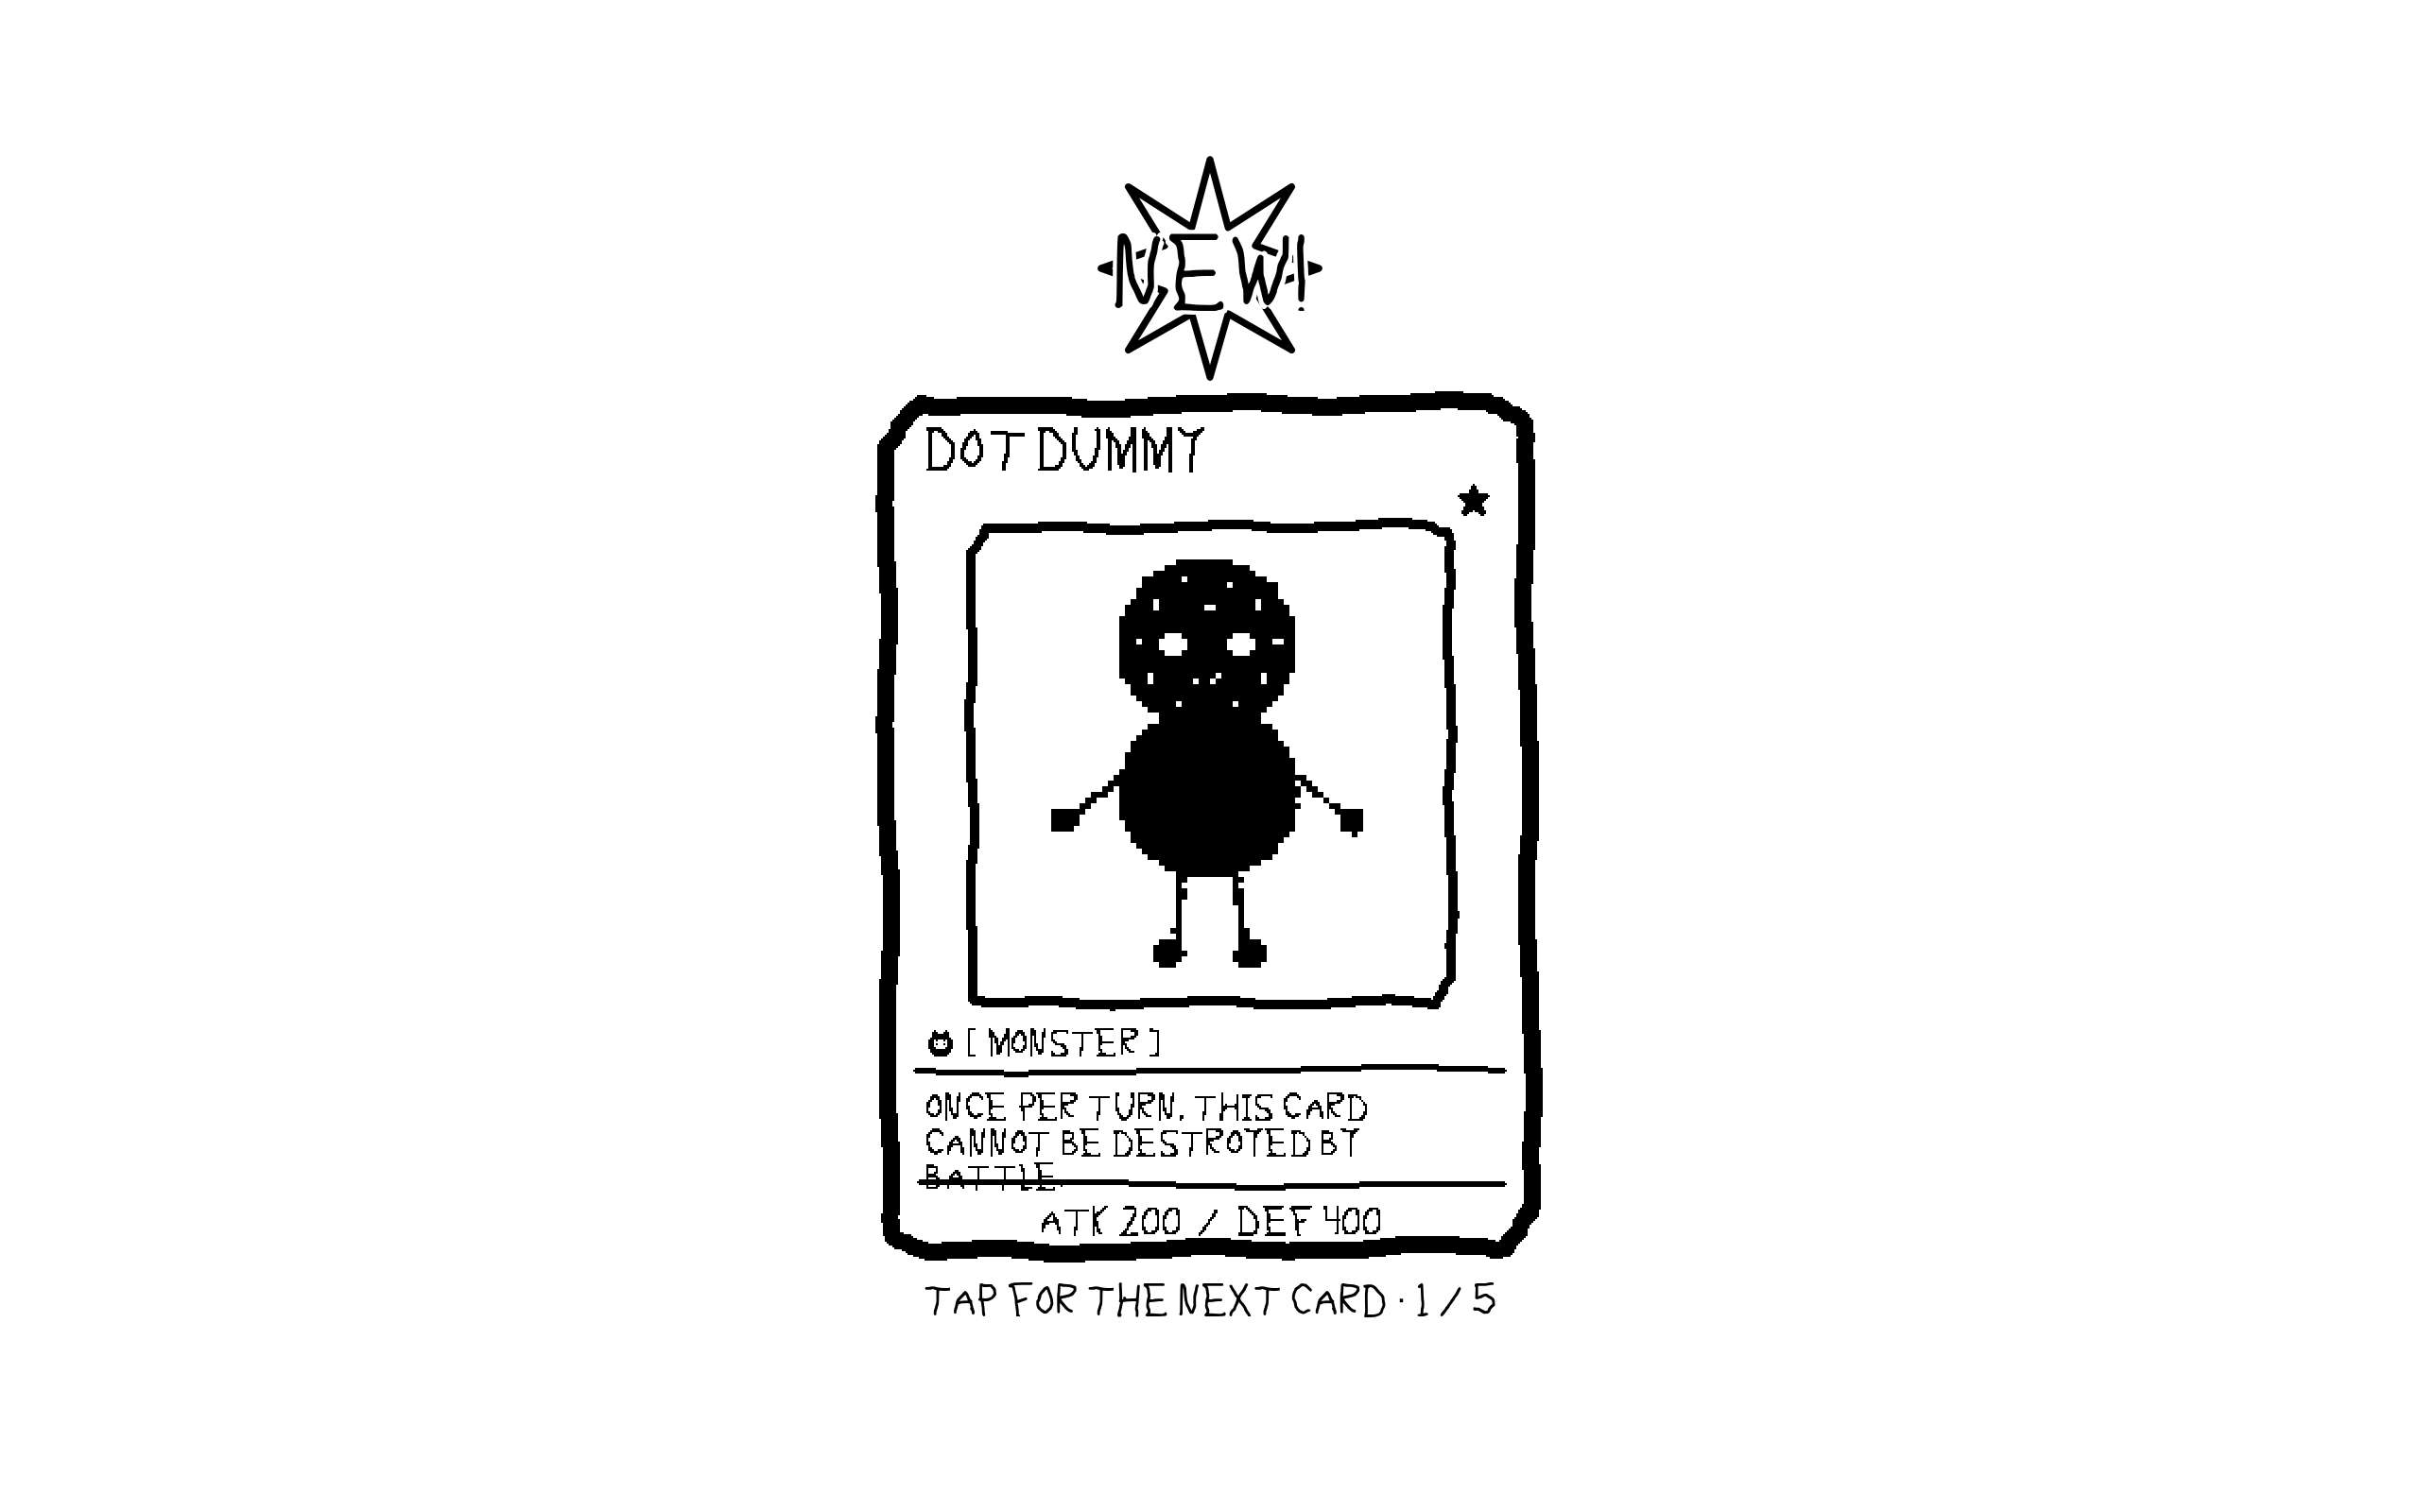 NEW!
DOT DUMMY
[ MONSTER ]
ONCE PER TURN, THIS CARD
CANNOT BE DESTROYED BY
BATTLE.
ATK 200 / DEF 400
TAP FOR THE NEXT CARD · 1 / 5